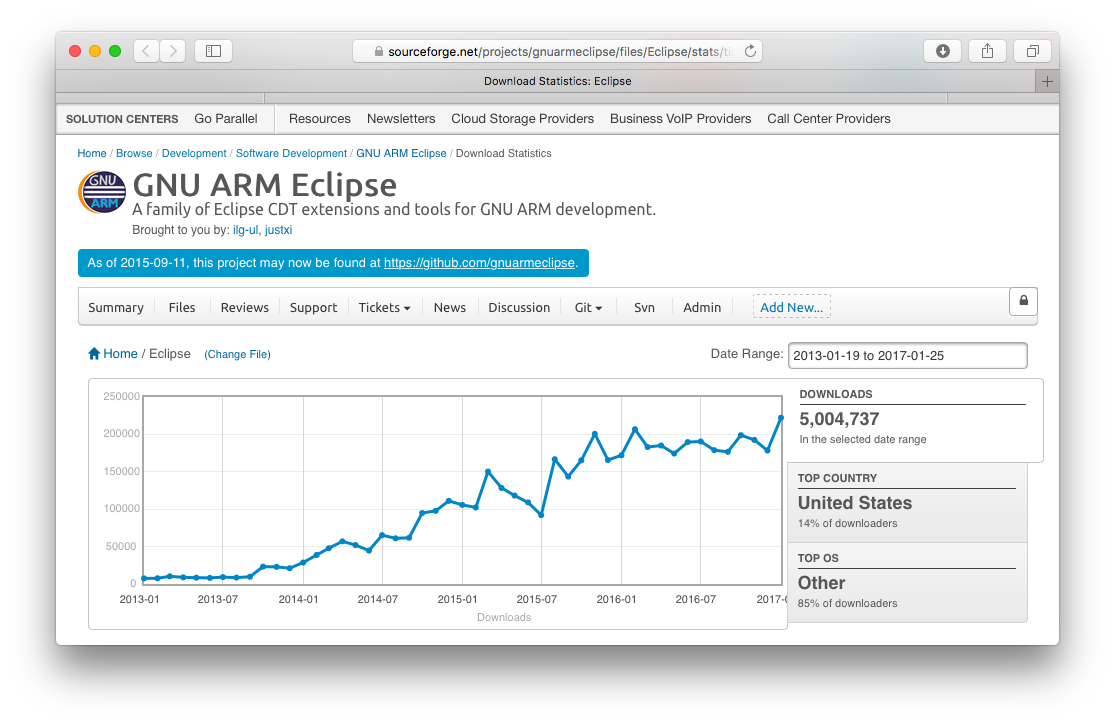 sourceforge.net/projects/gnuarmeclipse/files/Eclipse/stats/ti
Download Statistics: Eclipse
SOLUTION CENTERS Go Parallel Resources Newsletters Cloud Storage Providers Business VoIP Providers Call Center Providers
Home / Browse / Development / Software Development / GNU ARM Eclipse / Download Statistics
GNU
ARM
GNU ARM Eclipse
A family of Eclipse CDT extensions and tools for GNU ARM development.
Brought to you by: ilg-ul, justxi
As of 2015-09-11, this project may now be found at https://github.com/gnuarmeclipse.
Summary Files Reviews Support Tickets News Discussion Git Svn Admin Add New...
Home / Eclipse (Change File) Date Range: 2013-01-19 to 2017-01-25
250000
200000
150000
100000
50000
0
2013-01 2013-07 2014-01 2014-07 2015-01 2015-07 2016-01 2016-07 2017-0
Downloads
DOWNLOADS
5,004,737
In the selected date range
TOP COUNTRY
United States
14% of downloaders
TOP OS
Other
85% of downloaders